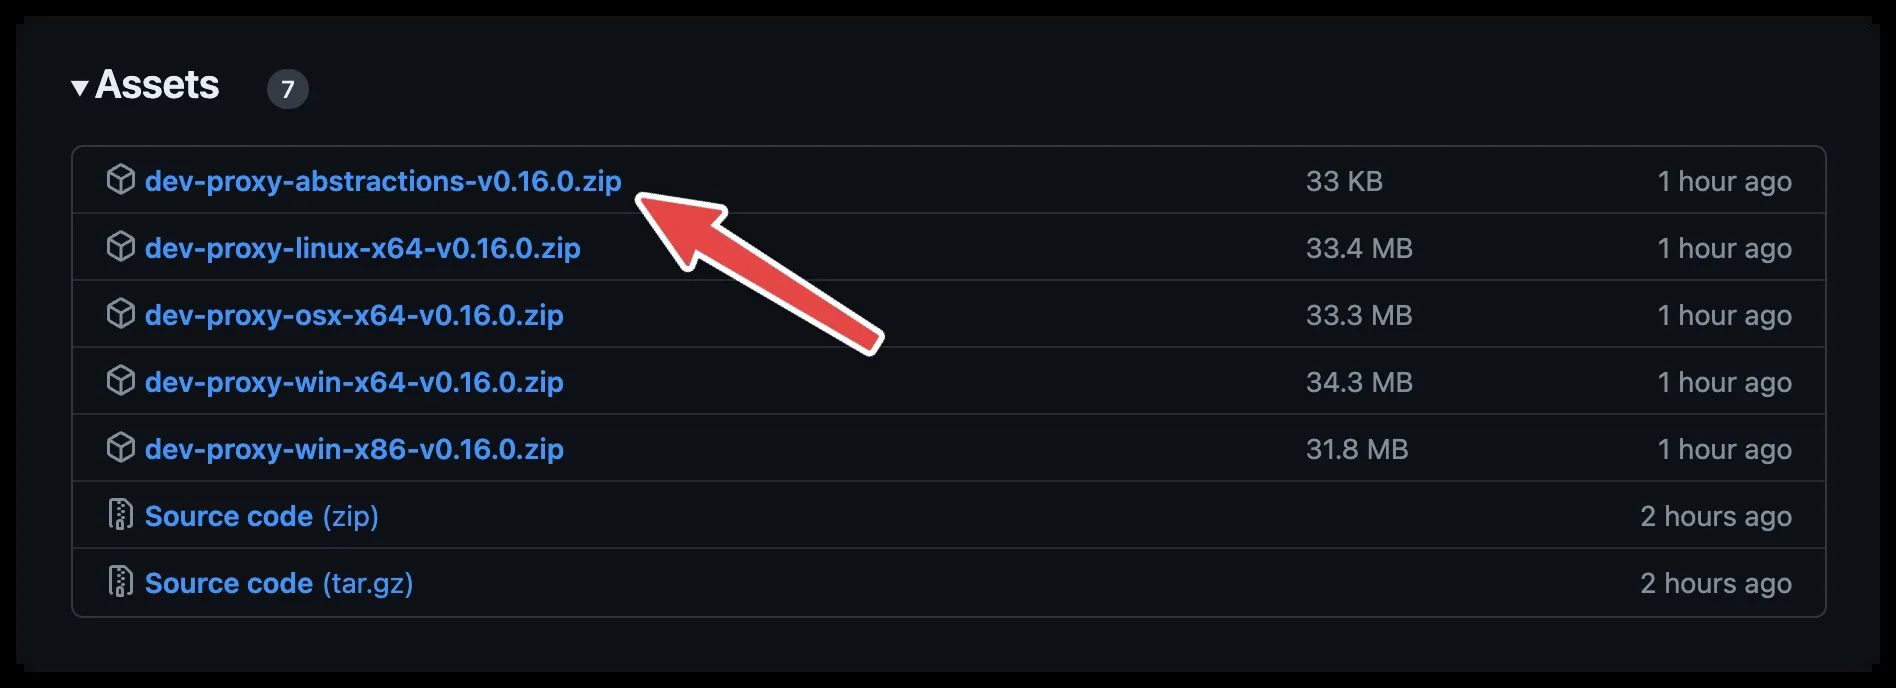 ▾ Assets 7
dev-proxy-abstractions-v0.16.0.zip 33 KB 1 hour ago
dev-proxy-linux-x64-v0.16.0.zip 33.4 MB 1 hour ago
dev-proxy-osx-x64-v0.16.0.zip 33.3 MB 1 hour ago
dev-proxy-win-x64-v0.16.0.zip 34.3 MB 1 hour ago
dev-proxy-win-x86-v0.16.0.zip 31.8 MB 1 hour ago
Source code (zip) 2 hours ago
Source code (tar.gz) 2 hours ago